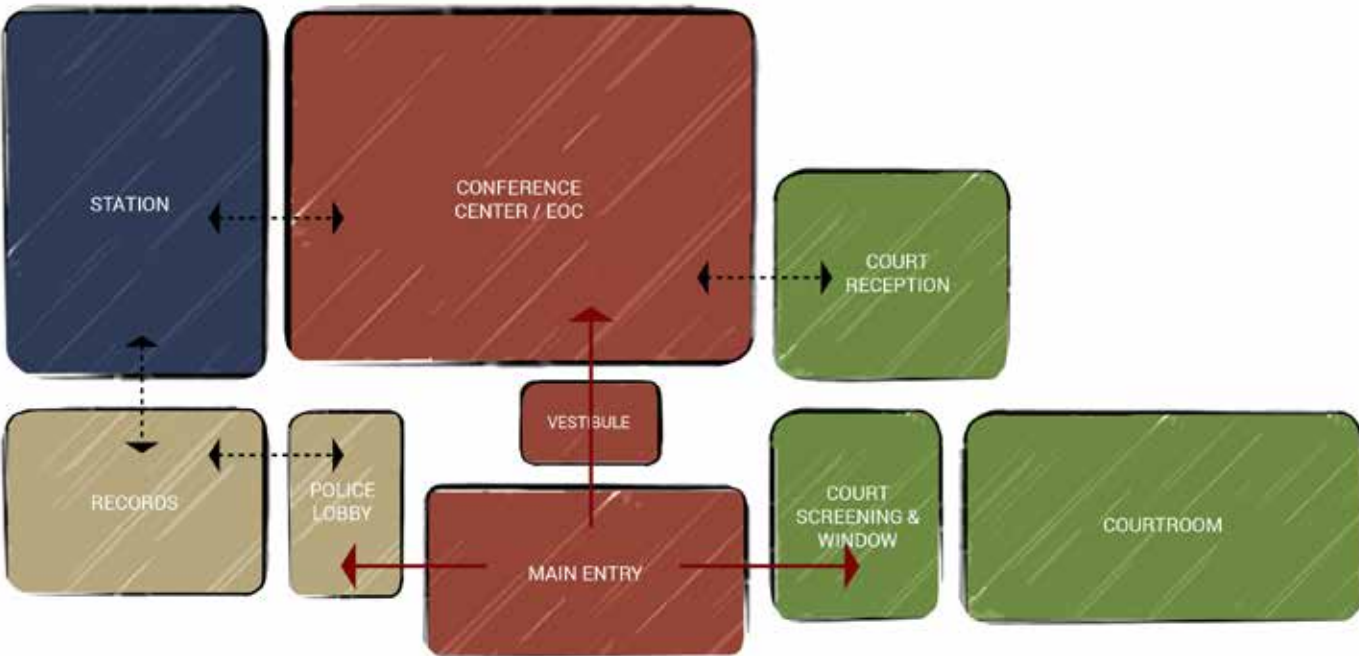 STATION
CONFERENCE
CENTER / EOC
COURT
RECEPTION
VESTIBULE
RECORDS
POLICE
LOBBY
MAIN ENTRY
COURT
SCREENING &
WINDOW
COURTROOM